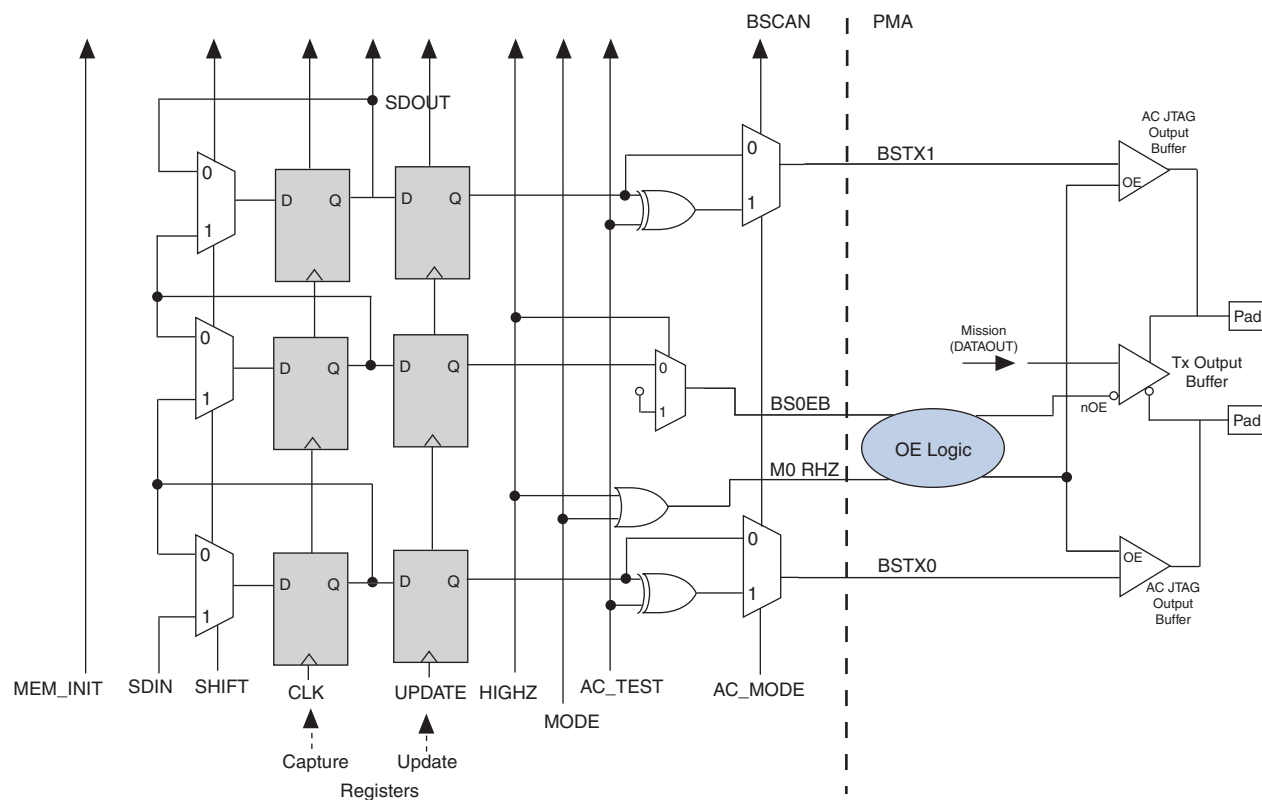 BSCAN
PMA
SDOUT
AC JTAG
Output
Buffer
0
0
D Q
D Q
BSTX1
OE
1
1
Pad
0
Mission
(DATAOUT)
Tx Output
Buffer
D Q
D Q
0
1
BS0EB
nOE
1
Pad
OE Logic
M0 RHZ
0
0
OE
D Q
D Q
BSTX0
1
1
AC JTAG
Output
Buffer
MEM_INIT
SDIN
SHIFT
CLK
UPDATE
HIGHZ
AC_TEST
AC_MODE
MODE
Capture
Update
Registers